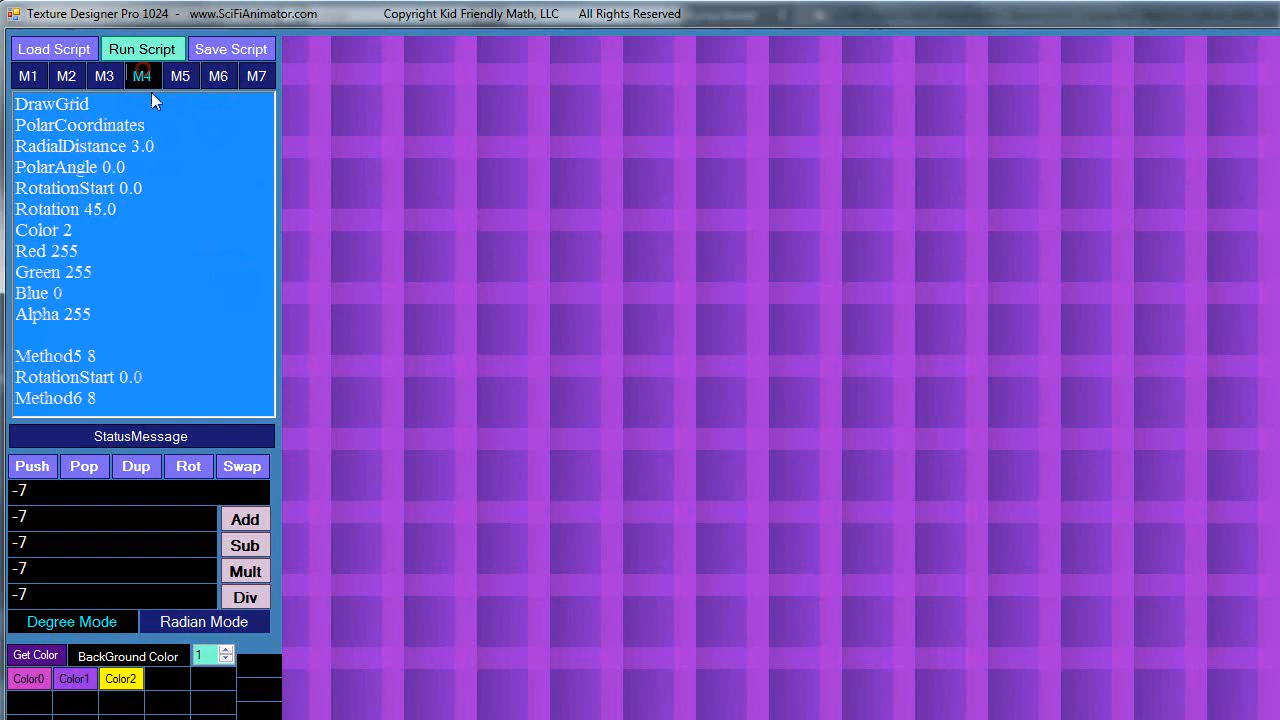 Texture Designer Pro 1024 - www.SciFiAnimator.com Copyright Kid Friendly Math, LLC All Rights Reserved
Load Script Run Script Save Script
M1 M2 M3 M4 M5 M6 M7
DrawGrid
PolarCoordinates
RadialDistance 3.0
PolarAngle 0.0
RotationStart 0.0
Rotation 45.0
Color 2
Red 255
Green 255
Blue 0
Alpha 255
Method5 8
RotationStart 0.0
Method6 8
StatusMessage
Push Pop Dup Rot Swap
-7
-7 Add
-7 Sub
-7 Mult
-7 Div
Degree Mode Radian Mode
Get Color BackGround Color 1
Color0 Color1 Color2